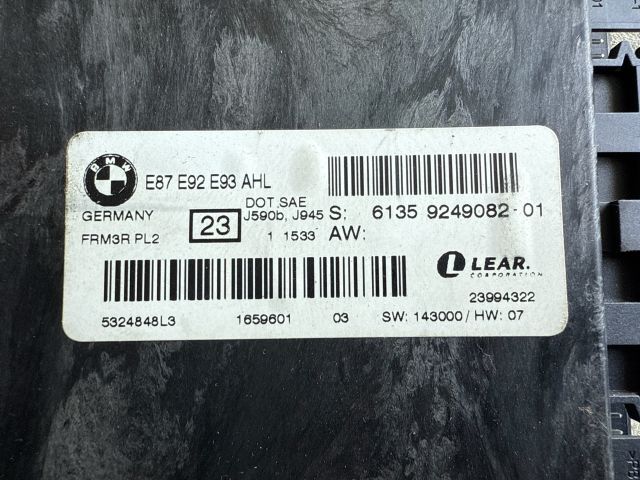 BMW
E87 E92 E93 AHL
GERMANY
23
DOT SAE
J590b, J945
S: 6135 9249082-01
FRM3R PL2
1 1533
AW:
LEAR.
CORPORATION
23994322
5324848L3
1659601
03
SW: 143000 / HW: 07